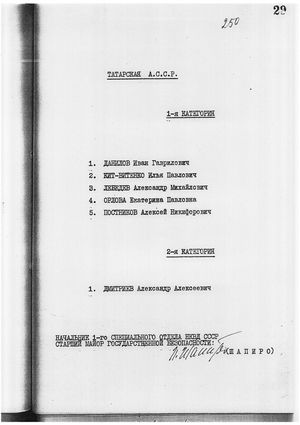 29
250
ТАТАРСКАЯ А.С.С.Р.
1-я КАТЕГОРИЯ
1. ДАНИЛОВ Иван Гаврилович
2. КИТ-ВИТЕНКО Илья Павлович
3. ЛЕБЕДЕВ Александр Михайлович
4. ОРЛОВА Екатерина Павловна
5. ПОСТНИКОВ Алексей Никифорович
2-я КАТЕГОРИЯ
1. ДМИТРИЕВ Александр Алексеевич
НАЧАЛЬНИК 1-го СПЕЦИАЛЬНОГО ОТДЕЛА НКВД СССР
СТАРШИЙ МАЙОР ГОСУДАРСТВЕННОЙ БЕЗОПАСНОСТИ:
(ШАПИРО)